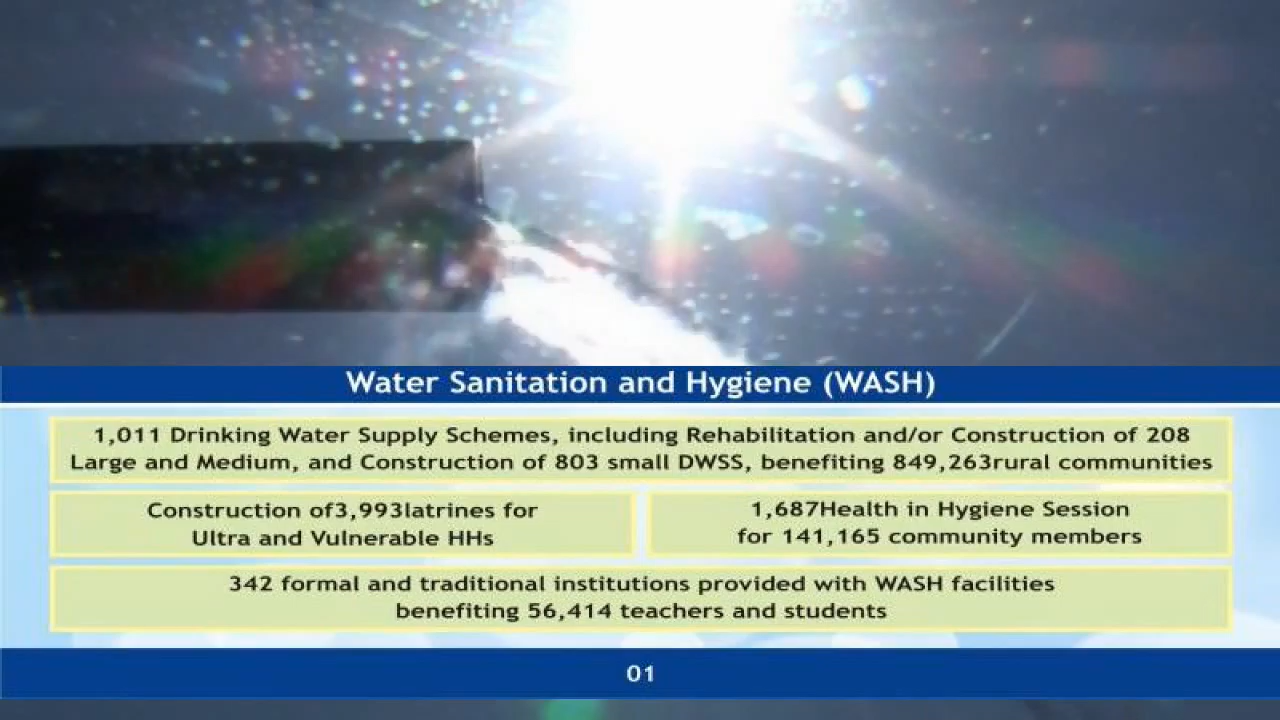 Water Sanitation and Hygiene (WASH)
1,011 Drinking Water Supply Schemes, including Rehabilitation and/or Construction of 208
Large and Medium, and Construction of 803 small DWSS, benefiting 849,263rural communities
Construction of3,993latrines for
Ultra and Vulnerable HHs
1,687Health in Hygiene Session
for 141,165 community members
342 formal and traditional institutions provided with WASH facilities
benefiting 56,414 teachers and students
01